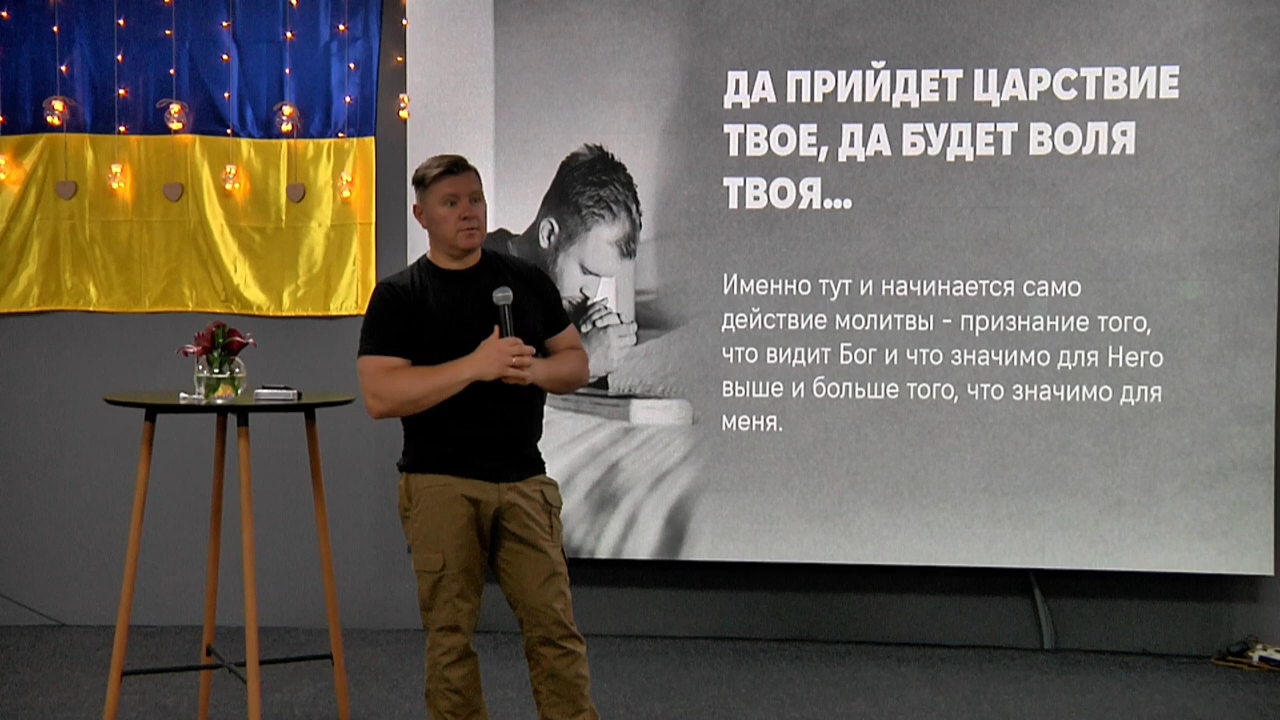 ДА ПРИЙДЕТ ЦАРСТВИЕ
ТВОЕ, ДА БУДЕТ ВОЛЯ
ТВОЯ...
Именно тут и начинается само
действие молитвы - признание того,
что видит Бог и что значимо для Него
выше и больше того, что значимо для
меня.